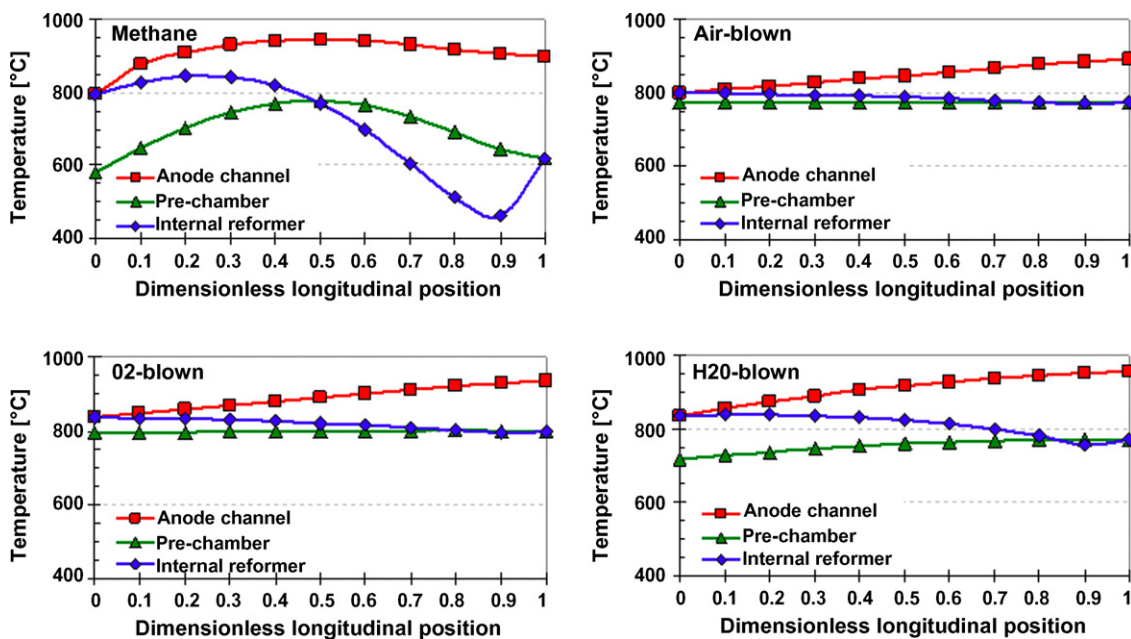 Methane
Temperature [°C]
1000
800
600
400
Anode channel
Pre-chamber
Internal reformer
0 0.1 0.2 0.3 0.4 0.5 0.6 0.7 0.8 0.9 1
Dimensionless longitudinal position
Air-blown
Temperature [°C]
1000
800
600
400
Anode channel
Pre-chamber
Internal reformer
0 0.1 0.2 0.3 0.4 0.5 0.6 0.7 0.8 0.9 1
Dimensionless longitudinal position
02-blown
Temperature [°C]
1000
800
600
400
Anode channel
Pre-chamber
Internal reformer
0 0.1 0.2 0.3 0.4 0.5 0.6 0.7 0.8 0.9 1
Dimensionless longitudinal position
H20-blown
Temperature [°C]
1000
800
600
400
Anode channel
Pre-chamber
Internal reformer
0 0.1 0.2 0.3 0.4 0.5 0.6 0.7 0.8 0.9 1
Dimensionless longitudinal position